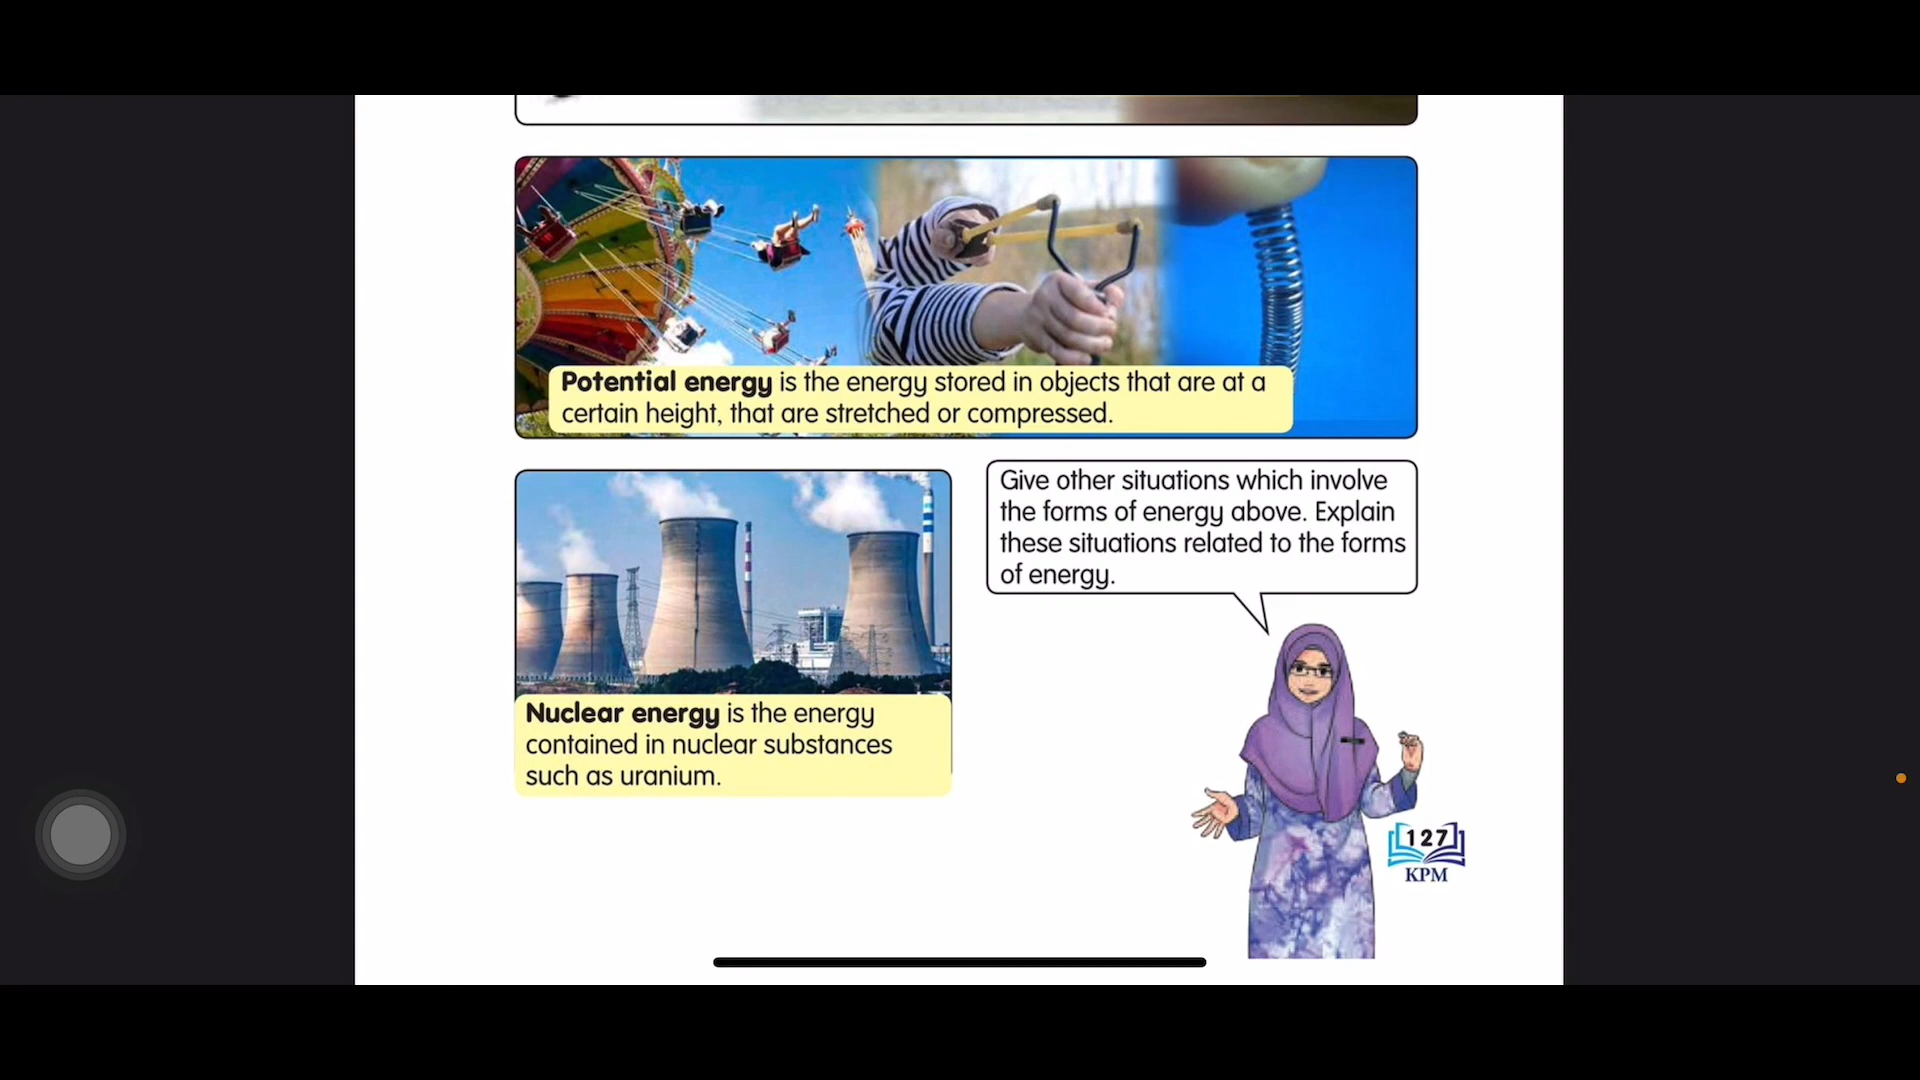 Potential energy is the energy stored in objects that are at a
certain height, that are stretched or compressed.
Give other situations which involve
the forms of energy above. Explain
these situations related to the forms
of energy.
Nuclear energy is the energy
contained in nuclear substances
such as uranium.
127
KPM